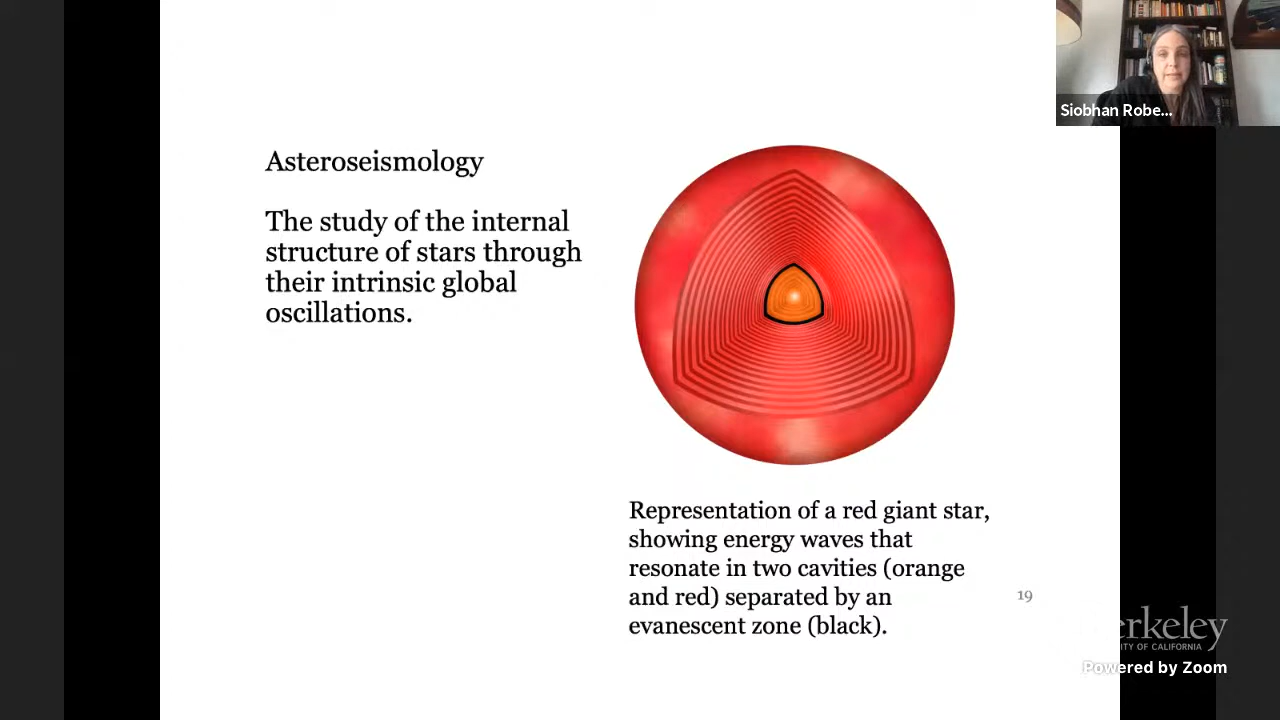 Siobhan Robe...
Asteroseismology
The study of the internal
structure of stars through
their intrinsic global
oscillations.
Representation of a red giant star,
showing energy waves that
resonate in two cavities (orange
and red) separated by an
evanescent zone (black).
19
erkeley
ITY OF CALIFORNIA
Powered by Zoom